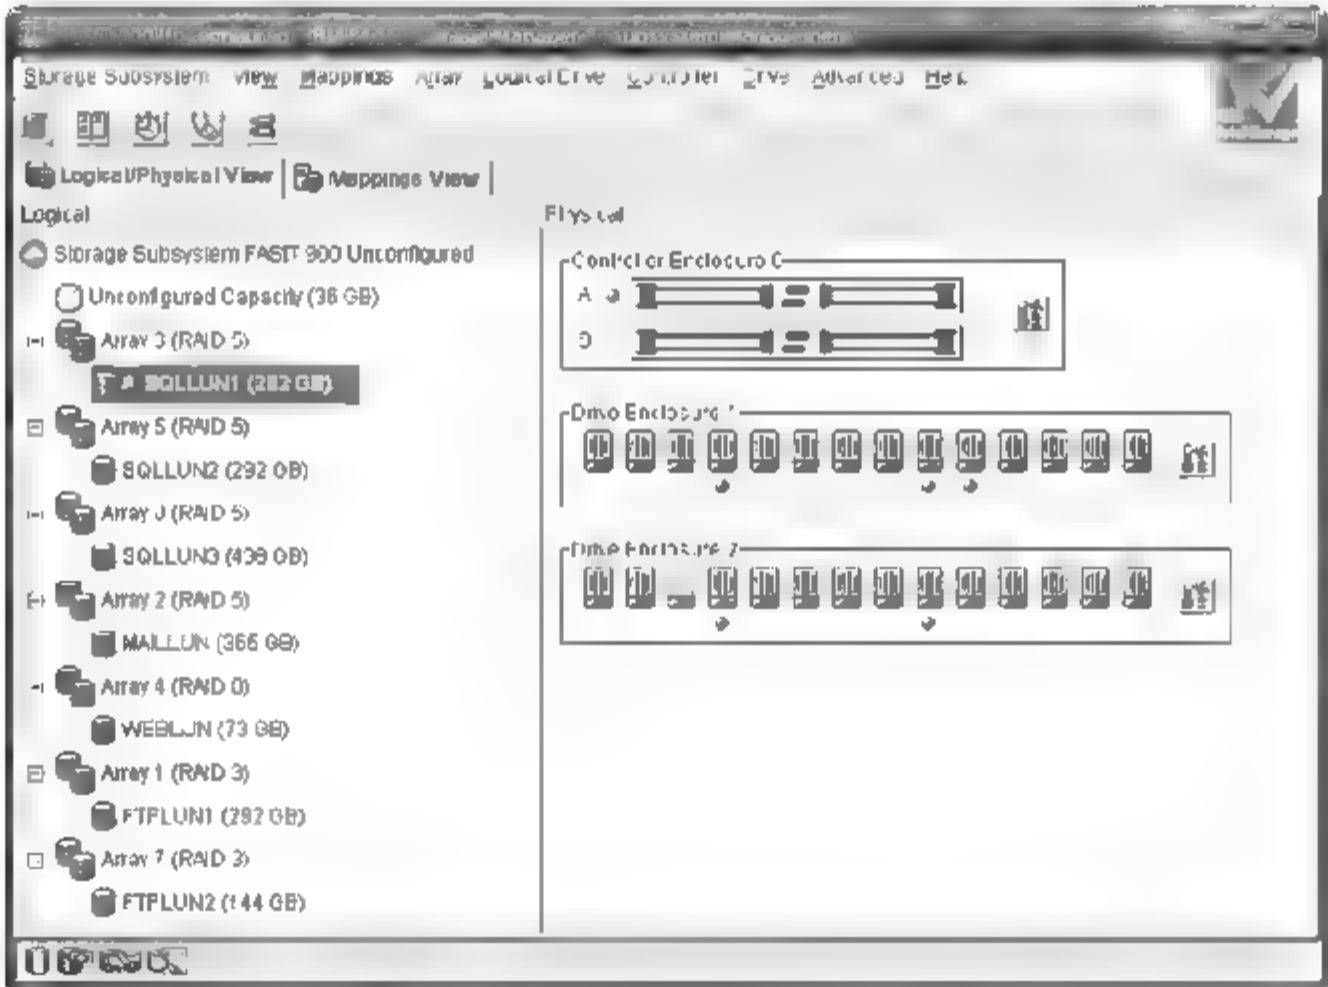 Storage Subsystem View Mappings Array Logical Drive Controller Drive Advanced Help
Logical/Physical View Mappings View
Logical
Storage Subsystem FAStT 900 Unconfigured
Unconfigured Capacity (36 GB)
Array 3 (RAID 5)
SQLLUN1 (292 GB)
Array 5 (RAID 5)
SQLLUN2 (292 GB)
Array (RAID 5)
SQLLUN3 (438 GB)
Array 2 (RAID 5)
MAILLUN (365 GB)
Array 4 (RAID 0)
WEBLUN (73 GB)
Array 1 (RAID 3)
FTPLUN1 (292 GB)
Array 7 (RAID 3)
FTPLUN2 (144 GB)
Physical
Controller Enclosure 0
A
B
Drive Enclosure 1
Drive Enclosure 2